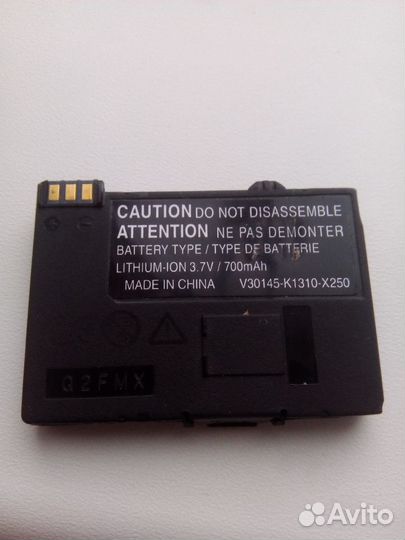 CAUTION DO NOT DISASSEMBLE
ATTENTION NE PAS DEMONTER
BATTERY TYPE / TYPE DE BATTERIE
LITHIUM-ION 3.7V / 700mAh
MADE IN CHINA V30145-K1310-X250
Q2FMX
Avito